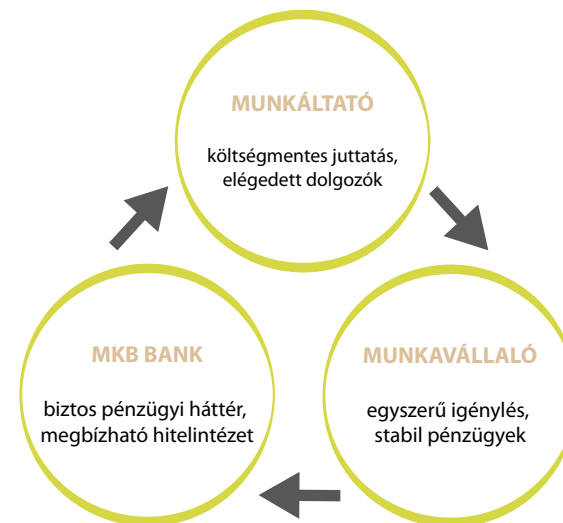 MUNKÁLTATÓ
költségmentes juttatás,
elégedett dolgozók
MKB BANK
biztos pénzügyi háttér,
megbízható hitelintézet
MUNKAVÁLLALÓ
egyszerű igénylés,
stabil pénzügyek